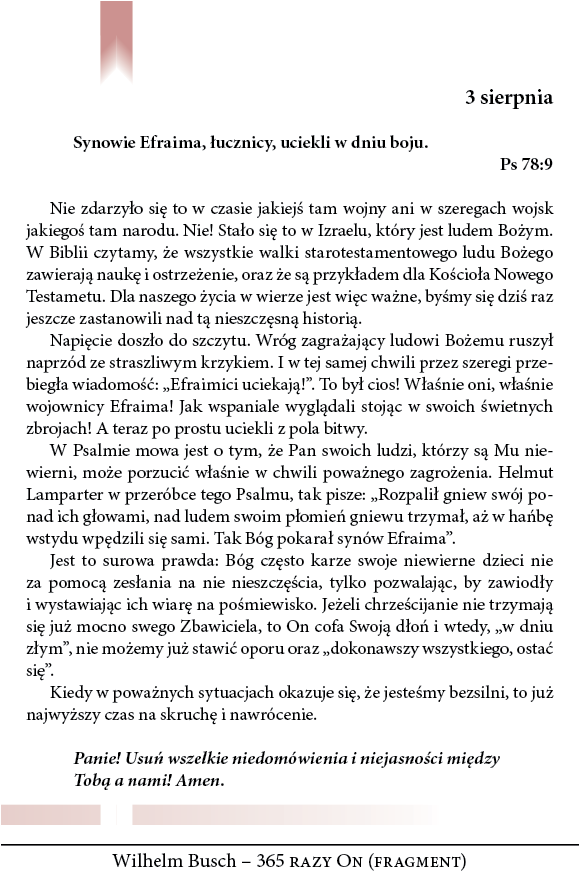 3 sierpnia
Synowie Efraima, łucznicy, uciekli w dniu boju.
Ps 78:9
Nie zdarzyło się to w czasie jakiejś tam wojny ani w szeregach wojsk
jakiegoś tam narodu. Nie! Stało się to w Izraelu, który jest ludem Bożym.
W Biblii czytamy, że wszystkie walki starotestamentowego ludu Bożego
zawierają naukę i ostrzeżenie, oraz że są przykładem dla Kościoła Nowego
Testametu. Dla naszego życia w wierze jest więc ważne, byśmy się dziś raz
jeszcze zastanowili nad tą nieszczęsną historią.
Napięcie doszło do szczytu. Wróg zagrażający ludowi Bożemu ruszył
naprzód ze straszliwym krzykiem. I w tej samej chwili przez szeregi prze-
biegła wiadomość: „Efraimici uciekają!”. To był cios! Właśnie oni, właśnie
wojownicy Efraima! Jak wspaniale wyglądali stojąc w swoich świetnych
zbrojach! A teraz po prostu uciekli z pola bitwy.
W Psalmie mowa jest o tym, że Pan swoich ludzi, którzy są Mu nie-
wierni, może porzucić właśnie w chwili poważnego zagrożenia. Helmut
Lamparter w przeróbce tego Psalmu, tak pisze: „Rozpalił gniew swój po-
nad ich głowami, nad ludem swoim płomień gniewu trzymał, aż w hańbę
wstydu wpędzili się sami. Tak Bóg pokarał synów Efraima”.
Jest to surowa prawda: Bóg często karze swoje niewierne dzieci nie
za pomocą zesłania na nie nieszczęścia, tylko pozwalając, by zawiodły
i wystawiając ich wiarę na pośmiewisko. Jeżeli chrześcijanie nie trzymają
się już mocno swego Zbawiciela, to On cofa Swoją dłoń i wtedy, „w dniu
złym”, nie możemy już stawić oporu oraz „dokonawszy wszystkiego, ostać
się”.
Kiedy w poważnych sytuacjach okazuje się, że jesteśmy bezsilni, to już
najwyższy czas na skruchę i nawrócenie.
Panie! Usuń wszelkie niedomówienia i niejasności między
Tobą a nami! Amen.
Wilhelm Busch – 365 RAZY ON (FRAGMENT)